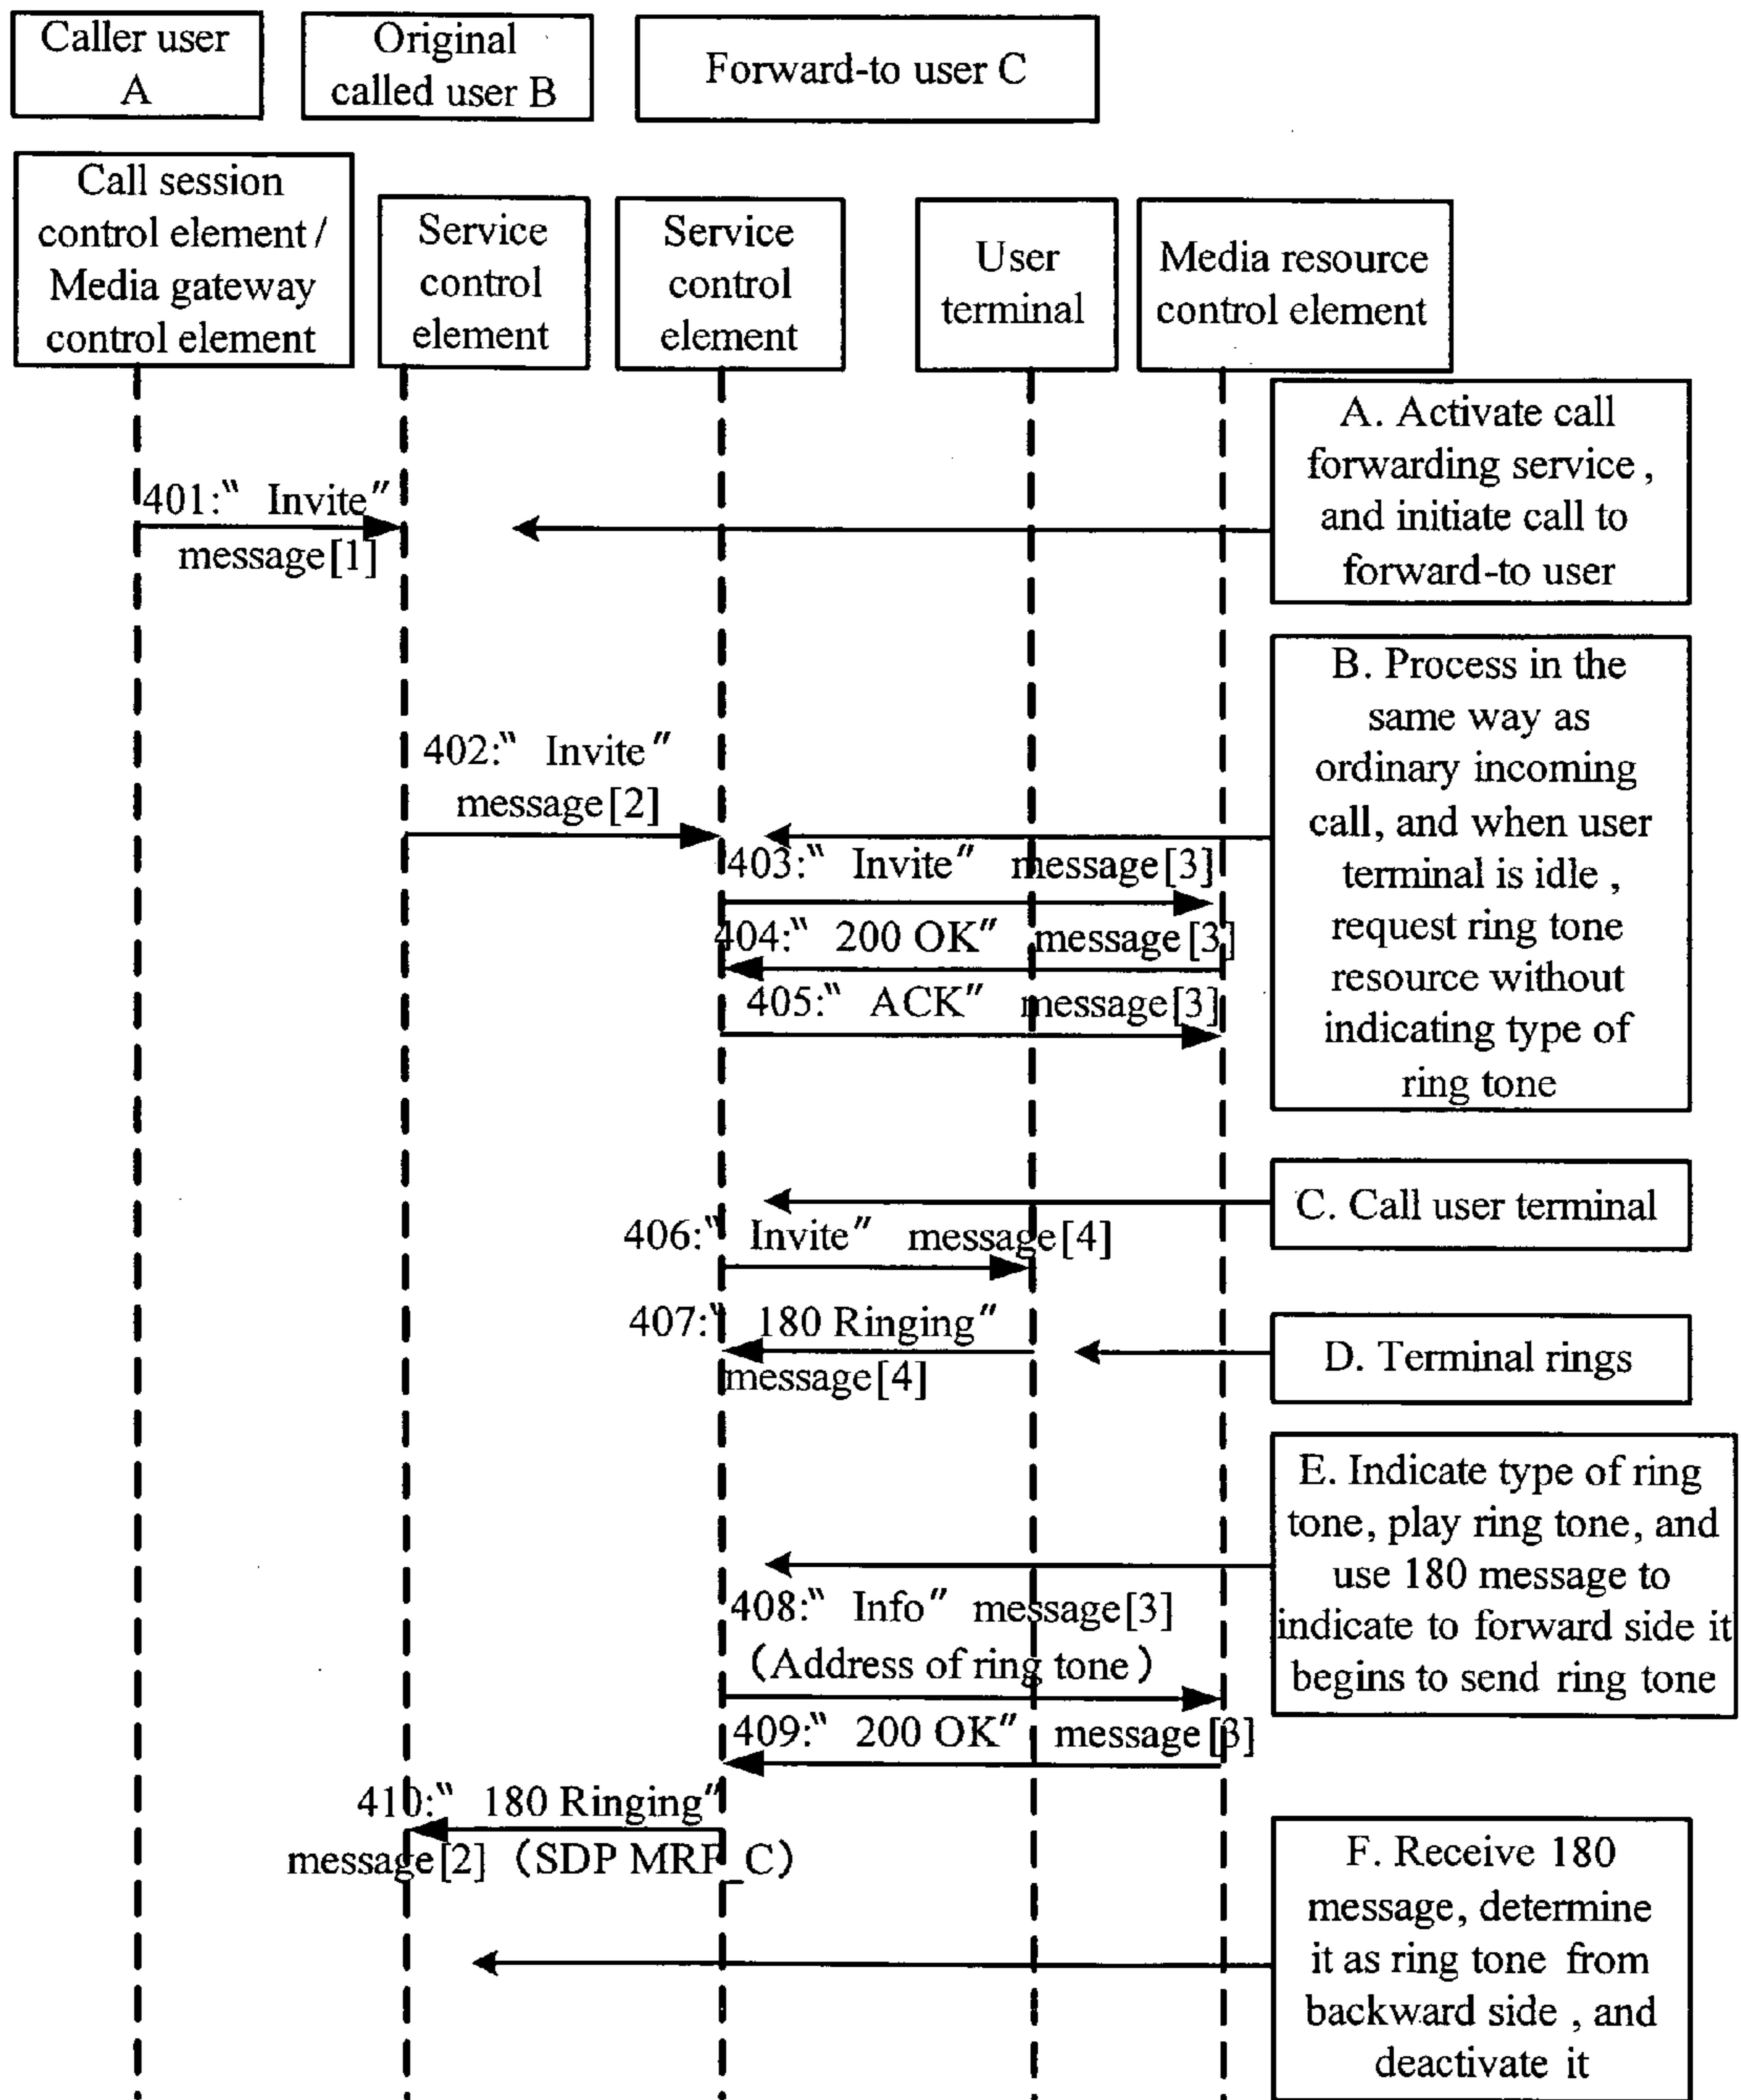 Caller user
A
Original
called user B
Forward-to user C
Call session
control element /
Media gateway
control element
Service
control
element
Service
control
element
User
terminal
Media resource
control element
A. Activate call
forwarding service ,
and initiate call to
forward-to user
401:‟ Invite″
message[1]
B. Process in the
same way as
ordinary incoming
call, and when user
terminal is idle ,
request ring tone
resource without
indicating type of
ring tone
402:‟ Invite″
message[2]
403:‟ Invite″ message[3]
404:‟ 200 OK″ message[3]
405:‟ ACK″ message[3]
C. Call user terminal
406:‟ Invite″ message[4]
407:‟ 180 Ringing″
message[4]
D. Terminal rings
E. Indicate type of ring
tone, play ring tone, and
use 180 message to
indicate to forward side it
begins to send ring tone
408:‟ Info″ message[3]
(Address of ring tone)
409:‟ 200 OK″ message[3]
410:‟ 180 Ringing″
message[2] (SDP MRF_C)
F. Receive 180
message, determine
it as ring tone from
backward side , and
deactivate it